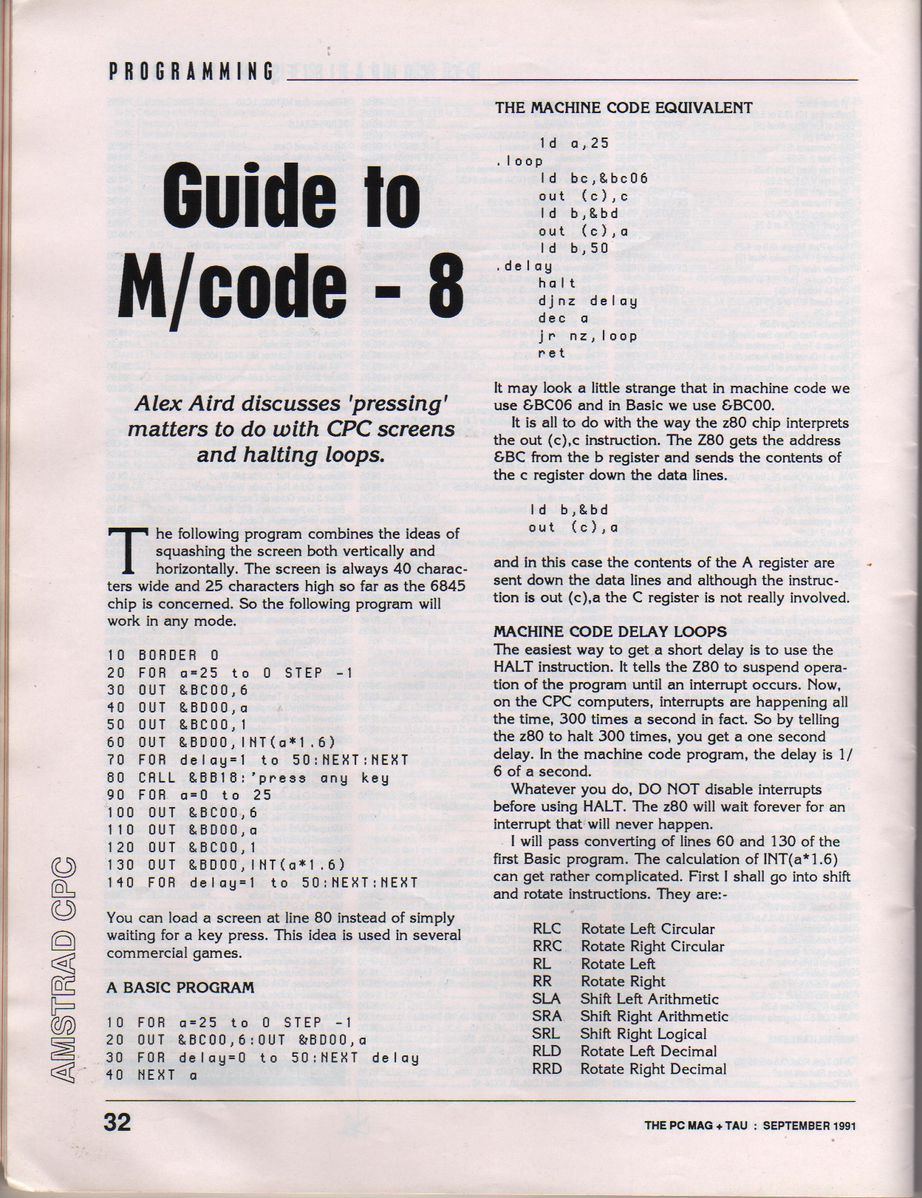 PROGRAMMING
Guide to
M/code - 8
Alex Aird discusses 'pressing'
matters to do with CPC screens
and halting loops.
The following program combines the ideas of
squashing the screen both vertically and
horizontally. The screen is always 40 charac-
ters wide and 25 characters high so far as the 6845
chip is concerned. So the following program will
work in any mode.
10 BORDER 0
20 FOR a=25 to 0 STEP -1
30 OUT &BC00,6
40 OUT &BD00,a
50 OUT &BC00,1
60 OUT &BD00,INT(a*1.6)
70 FOR delay=1 to 50:NEXT:NEXT
80 CALL &BB18:'press any key
90 FOR a=0 to 25
100 OUT &BC00,6
110 OUT &BD00,a
120 OUT &BC00,1
130 OUT &BD00,INT(a*1.6)
140 FOR delay=1 to 50:NEXT:NEXT
You can load a screen at line 80 instead of simply
waiting for a key press. This idea is used in several
commercial games.
A BASIC PROGRAM
10 FOR a=25 to 0 STEP -1
20 OUT &BC00,6:OUT &BD00,a
30 FOR delay=0 to 50:NEXT delay
40 NEXT a
THE MACHINE CODE EQUIVALENT
ld a,25
.loop
ld bc,&bc06
out (c),c
ld b,&bd
out (c),a
ld b,50
.delay
halt
djnz delay
dec a
jr nz,loop
ret
It may look a little strange that in machine code we
use &BC06 and in Basic we use &BC00.
It is all to do with the way the z80 chip interprets
the out (c),c instruction. The Z80 gets the address
&BC from the b register and sends the contents of
the c register down the data lines.
ld b,&bd
out (c),a
and in this case the contents of the A register are
sent down the data lines and although the instruc-
tion is out (c),a the C register is not really involved.
MACHINE CODE DELAY LOOPS
The easiest way to get a short delay is to use the
HALT instruction. It tells the Z80 to suspend opera-
tion of the program until an interrupt occurs. Now,
on the CPC computers, interrupts are happening all
the time, 300 times a second in fact. So by telling
the z80 to halt 300 times, you get a one second
delay. In the machine code program, the delay is 1/
6 of a second.
Whatever you do, DO NOT disable interrupts
before using HALT. The z80 will wait forever for an
interrupt that will never happen.
I will pass converting of lines 60 and 130 of the
first Basic program. The calculation of INT(a*1.6)
can get rather complicated. First I shall go into shift
and rotate instructions. They are:-
RLC Rotate Left Circular
RRC Rotate Right Circular
RL Rotate Left
RR Rotate Right
SLA Shift Left Arithmetic
SRA Shift Right Arithmetic
SRL Shift Right Logical
RLD Rotate Left Decimal
RRD Rotate Right Decimal
AMSTRAD CPC
32
THE PC MAG + TAU : SEPTEMBER 1991